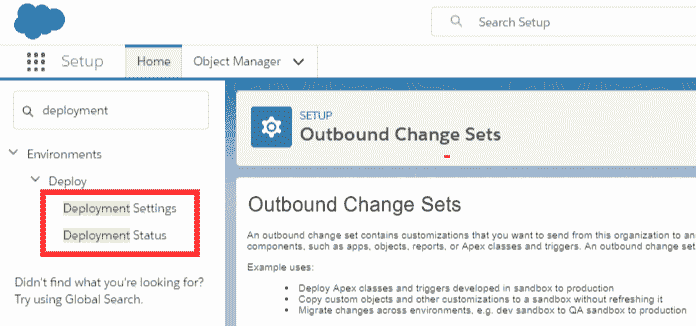 Search Setup
Setup
Home
Object Manager
deployment
Environments
Deploy
Deployment Settings
Deployment Status
Didn't find what you're looking for?
Try using Global Search.
SETUP
Outbound Change Sets
Outbound Change Sets
An outbound change set contains customizations that you want to send from this organization to an
components, such as apps, objects, reports, or Apex classes and triggers. An outbound change set
Example uses:
• Deploy Apex classes and triggers developed in sandbox to production
• Copy custom objects and other customizations to a sandbox without refreshing it
• Migrate changes across environments, e.g. dev sandbox to QA sandbox to production